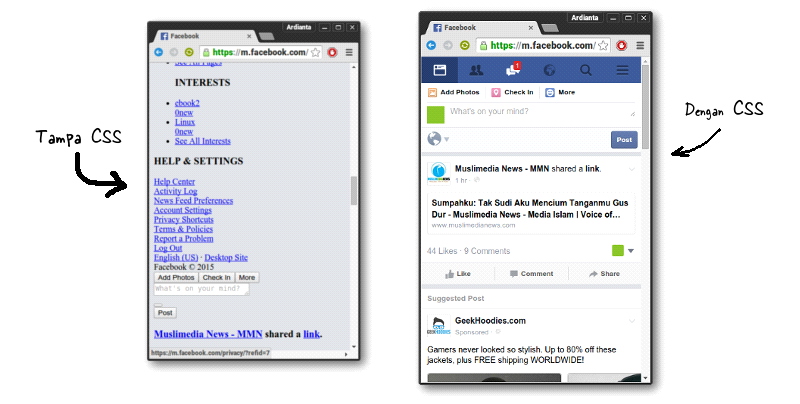 Tampa CSS
Ardianta
Facebook
https://m.facebook.com/
See All Pages
INTERESTS
ebook2
0new
Linux
0new
See All Interests
HELP & SETTINGS
Help Center
Activity Log
News Feed Preferences
Account Settings
Privacy Shortcuts
Terms & Policies
Report a Problem
Log Out
English (US) · Desktop Site
Facebook © 2015
Add Photos Check In More
What's on your mind?
Post
Muslimedia News - MMN shared a link.
https://m.facebook.com/privacy/?refid=7
Dengan CSS
Ardianta
Facebook
https://m.facebook.com/
1
Add Photos Check In More
What's on your mind?
Post
Muslimedia News - MMN shared a link.
1 hr ·
Sumpahku: Tak Sudi Aku Mencium Tanganmu Gus
Dur - Muslimedia News - Media Islam | Voice of...
www.muslimedianews.com
44 Likes · 9 Comments
Like Comment Share
Suggested Post
GeekHoodies.com
Sponsored ·
Gamers never looked so stylish. Up to 80% off these
jackets, plus FREE shipping WORLDWIDE!